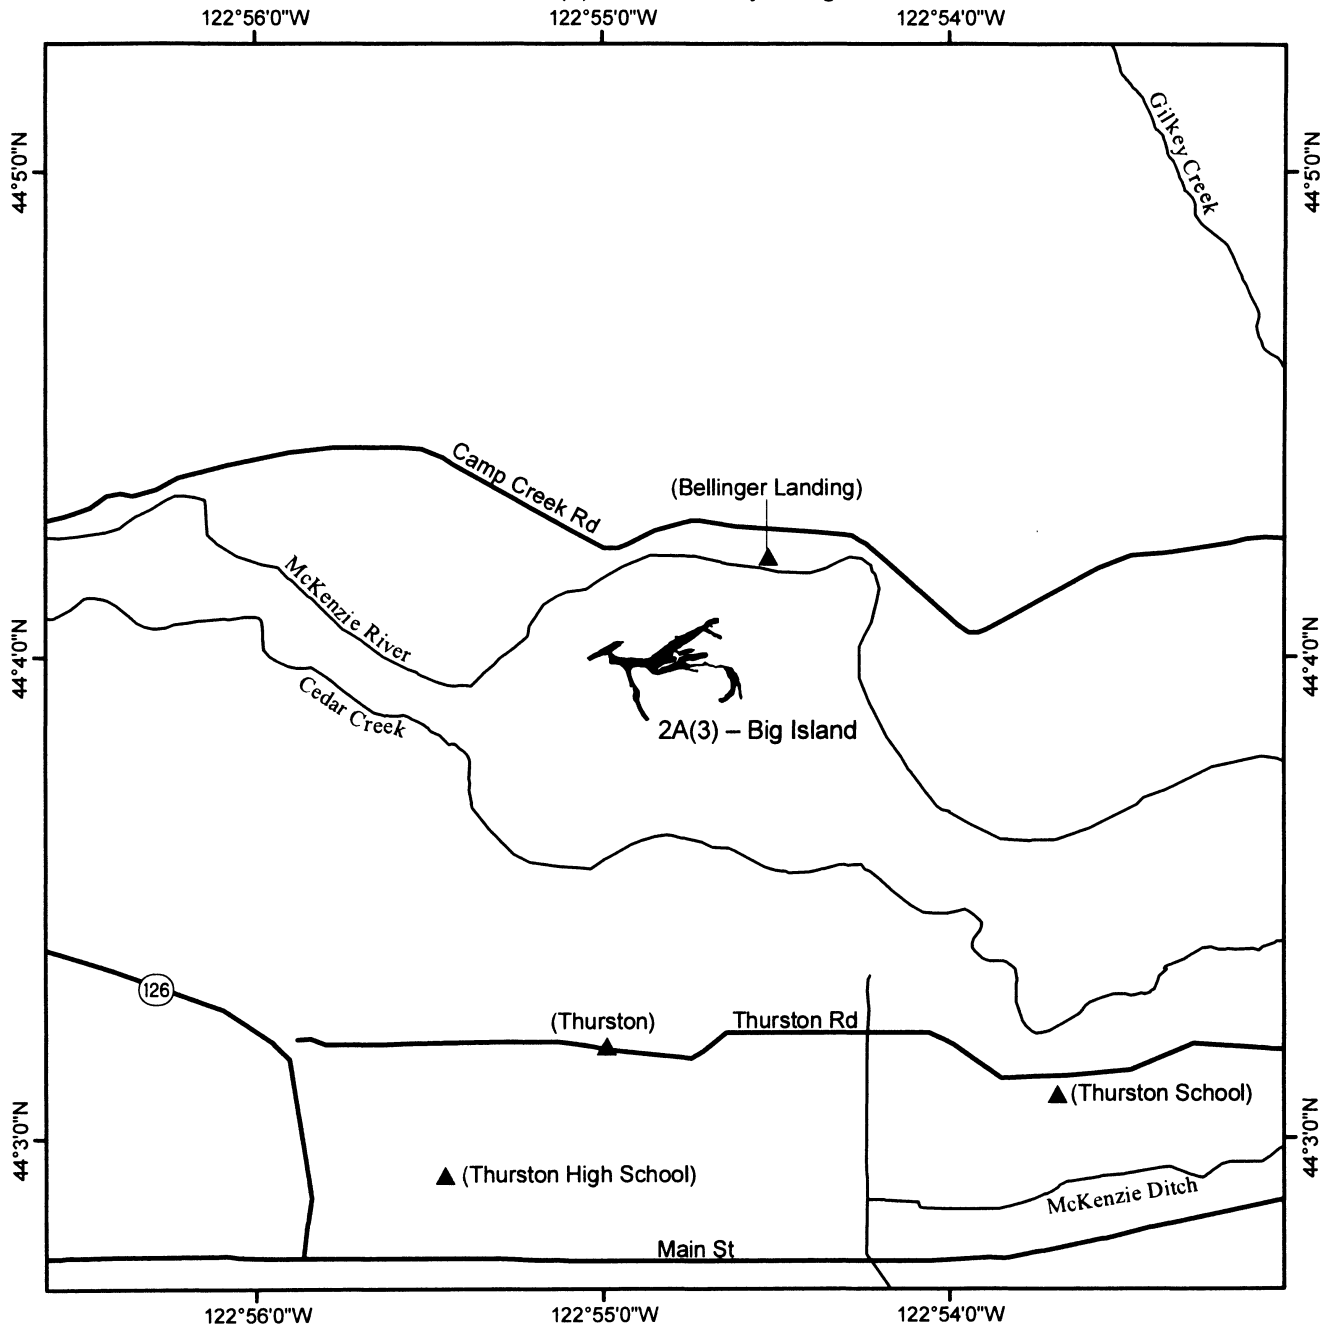 122°56'0"W
122°55'0"W
122°54'0"W
44°5'0"N
44°5'0"N
Gilkey Creek
Camp Creek Rd
(Bellinger Landing)
McKenzie River
44°4'0"N
44°4'0"N
Cedar Creek
2A(3) – Big Island
126
(Thurston)
Thurston Rd
(Thurston School)
44°3'0"N
44°3'0"N
(Thurston High School)
McKenzie Ditch
Main St
122°56'0"W
122°55'0"W
122°54'0"W